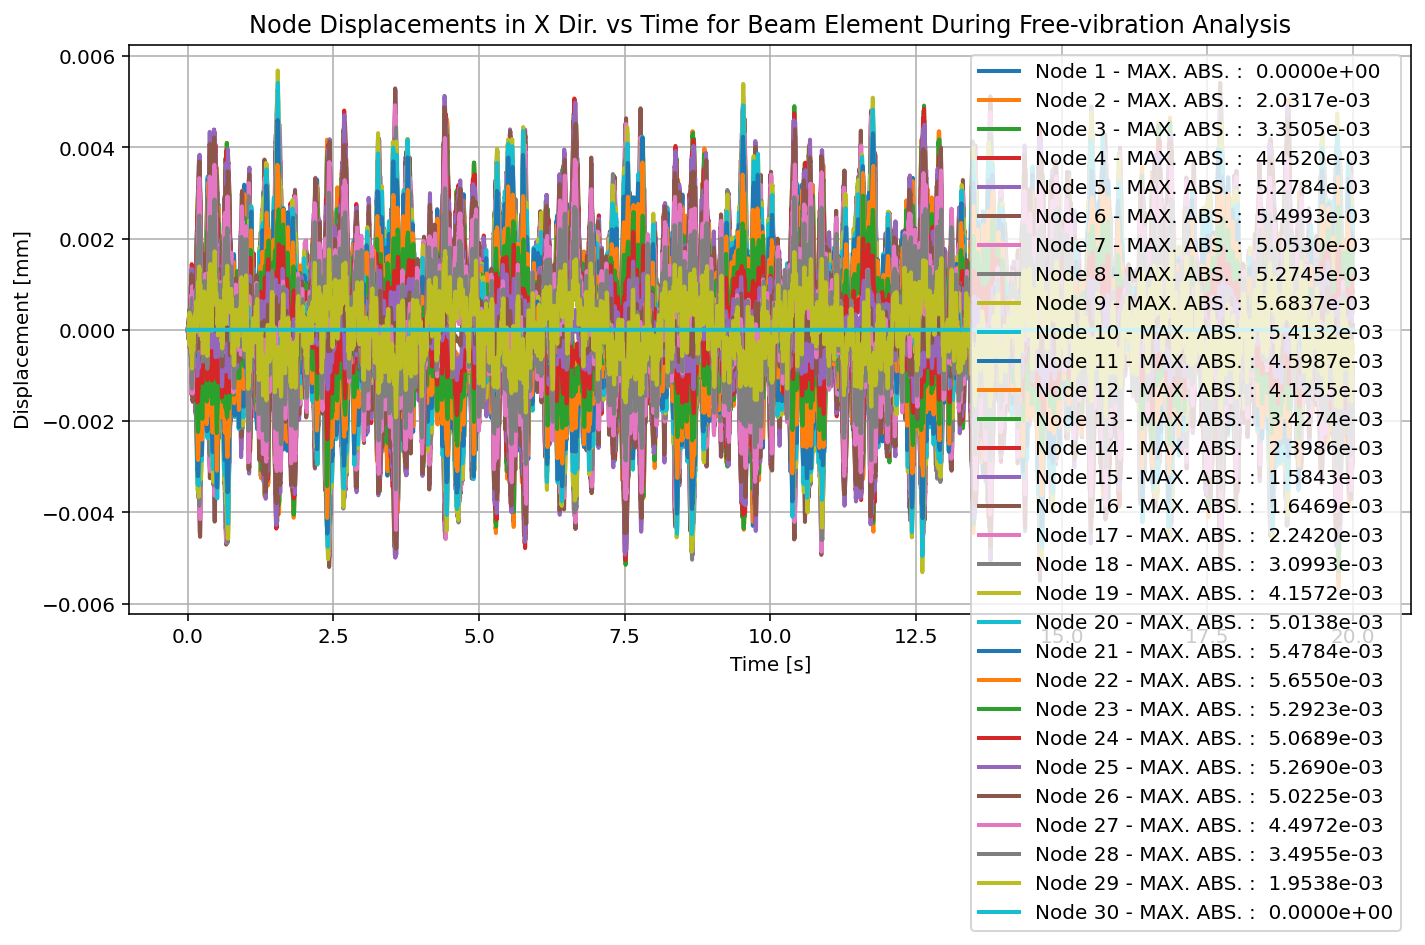 Node Displacements in X Dir. vs Time for Beam Element During Free-vibration Analysis
0.006
0.004
0.002
0.000
−0.002
−0.004
−0.006
Displacement [mm]
0.0
2.5
5.0
7.5
10.0
12.5
15.0
17.5
20.0
Time [s]
Node 1 - MAX. ABS. : 0.0000e+00
Node 2 - MAX. ABS. : 2.0317e-03
Node 3 - MAX. ABS. : 3.3505e-03
Node 4 - MAX. ABS. : 4.4520e-03
Node 5 - MAX. ABS. : 5.2784e-03
Node 6 - MAX. ABS. : 5.4993e-03
Node 7 - MAX. ABS. : 5.0530e-03
Node 8 - MAX. ABS. : 5.2745e-03
Node 9 - MAX. ABS. : 5.6837e-03
Node 10 - MAX. ABS. : 5.4132e-03
Node 11 - MAX. ABS. : 4.5987e-03
Node 12 - MAX. ABS. : 4.1255e-03
Node 13 - MAX. ABS. : 3.4274e-03
Node 14 - MAX. ABS. : 2.3986e-03
Node 15 - MAX. ABS. : 1.5843e-03
Node 16 - MAX. ABS. : 1.6469e-03
Node 17 - MAX. ABS. : 2.2420e-03
Node 18 - MAX. ABS. : 3.0993e-03
Node 19 - MAX. ABS. : 4.1572e-03
Node 20 - MAX. ABS. : 5.0138e-03
Node 21 - MAX. ABS. : 5.4784e-03
Node 22 - MAX. ABS. : 5.6550e-03
Node 23 - MAX. ABS. : 5.2923e-03
Node 24 - MAX. ABS. : 5.0689e-03
Node 25 - MAX. ABS. : 5.2690e-03
Node 26 - MAX. ABS. : 5.0225e-03
Node 27 - MAX. ABS. : 4.4972e-03
Node 28 - MAX. ABS. : 3.4955e-03
Node 29 - MAX. ABS. : 1.9538e-03
Node 30 - MAX. ABS. : 0.0000e+00